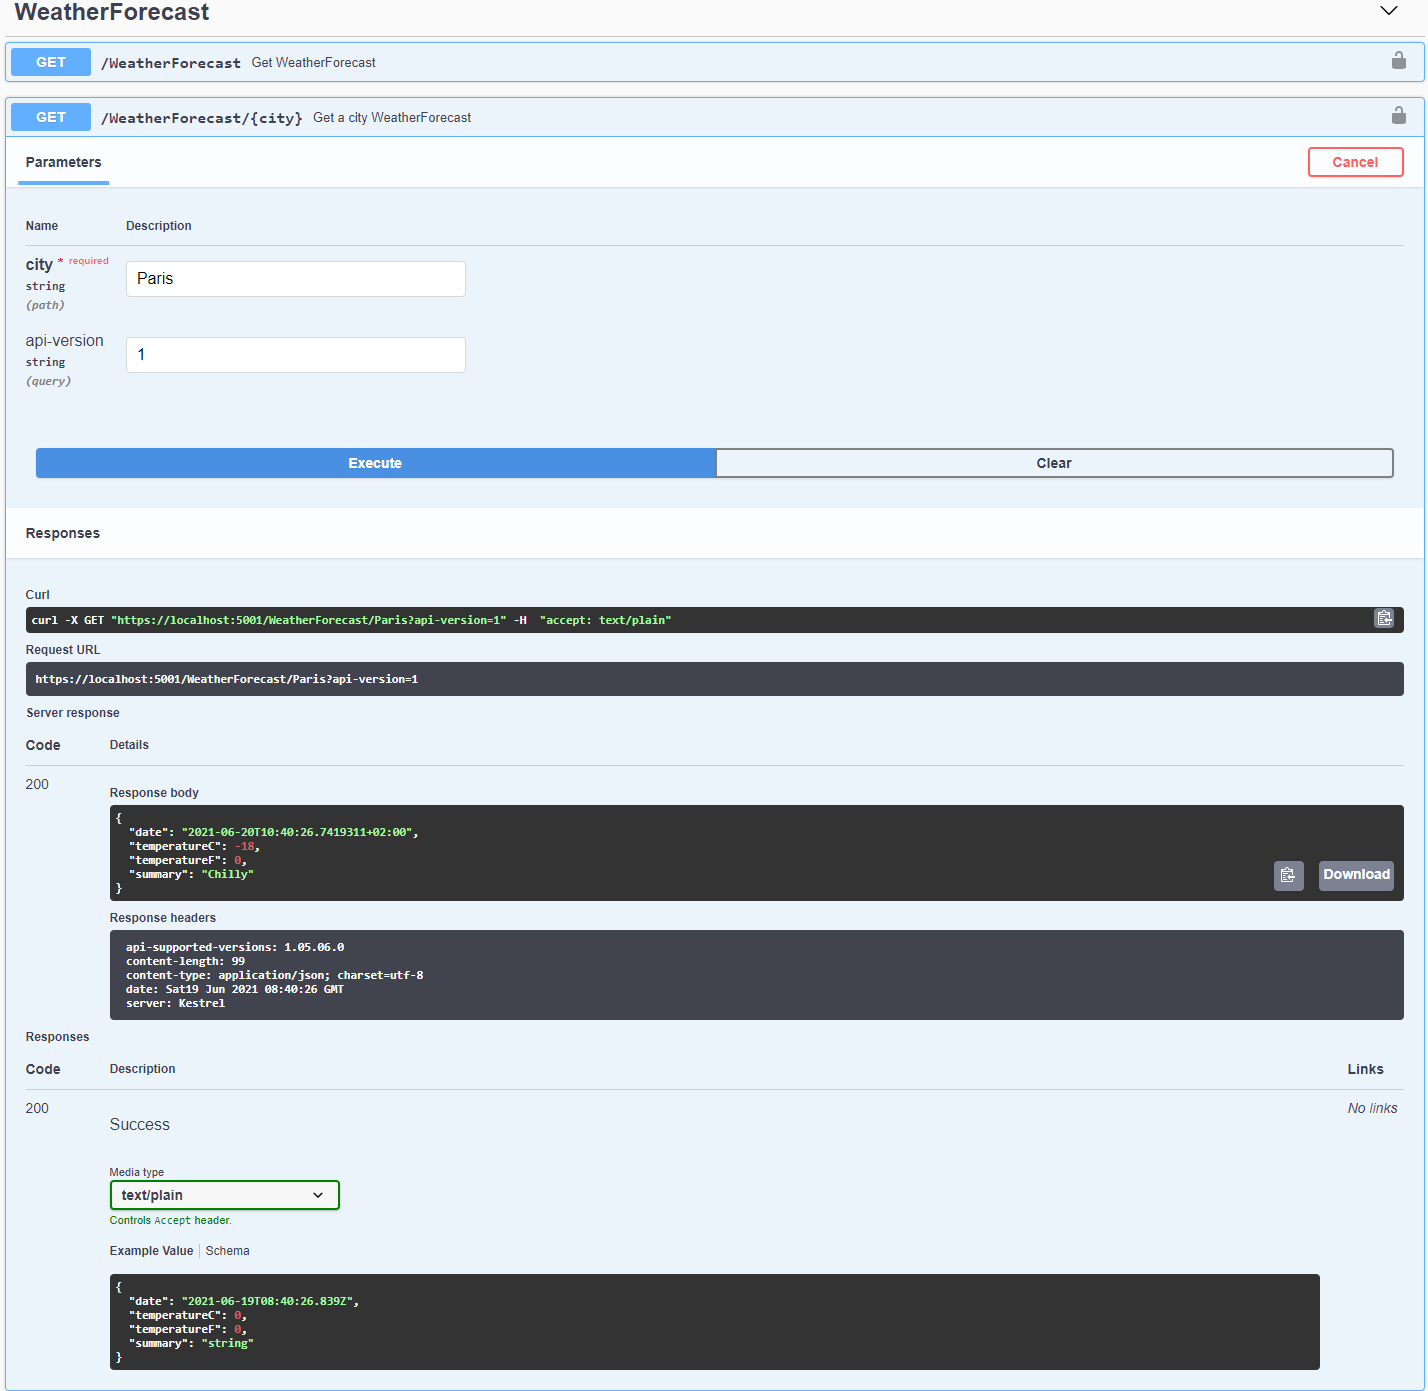 WeatherForecast
GET /WeatherForecast Get WeatherForecast
GET /WeatherForecast/{city} Get a city WeatherForecast
Parameters Cancel
Name Description
city * required
string
(path)
Paris
api-version
string
(query)
1
Execute Clear
Responses
Curl
curl -X GET "https://localhost:5001/WeatherForecast/Paris?api-version=1" -H  "accept: text/plain"
Request URL
https://localhost:5001/WeatherForecast/Paris?api-version=1
Server response
Code Details
200
Response body
{
  "date": "2021-06-20T10:40:26.7419311+02:00",
  "temperatureC": -18,
  "temperatureF": 0,
  "summary": "Chilly"
}
Download
Response headers
api-supported-versions: 1.05.06.0
content-length: 99
content-type: application/json; charset=utf-8
date: Sat19 Jun 2021 08:40:26 GMT
server: Kestrel
Responses
Code Description Links
200 No links
Success
Media type
text/plain
Controls Accept header.
Example Value Schema
{
  "date": "2021-06-19T08:40:26.839Z",
  "temperatureC": 0,
  "temperatureF": 0,
  "summary": "string"
}